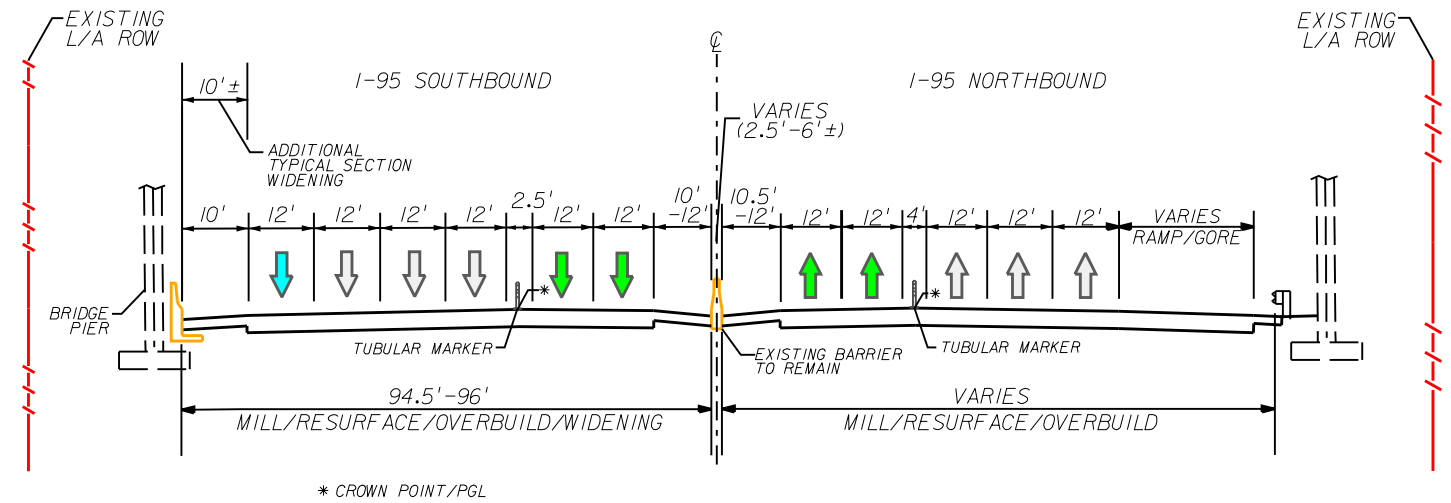 EXISTING
L/A ROW
EXISTING
L/A ROW
℄
I-95 SOUTHBOUND
I-95 NORTHBOUND
10'±
VARIES
(2.5'-6'±)
ADDITIONAL
TYPICAL SECTION
WIDENING
10'
12'
12'
12'
12'
2.5'
12'
12'
10'
-12'
10.5'
-12'
12'
12'
4'
12'
12'
12'
VARIES
RAMP/GORE
*
*
BRIDGE
PIER
TUBULAR MARKER
EXISTING BARRIER
TO REMAIN
TUBULAR MARKER
94.5'-96'
MILL/RESURFACE/OVERBUILD/WIDENING
VARIES
MILL/RESURFACE/OVERBUILD
* CROWN POINT/PGL